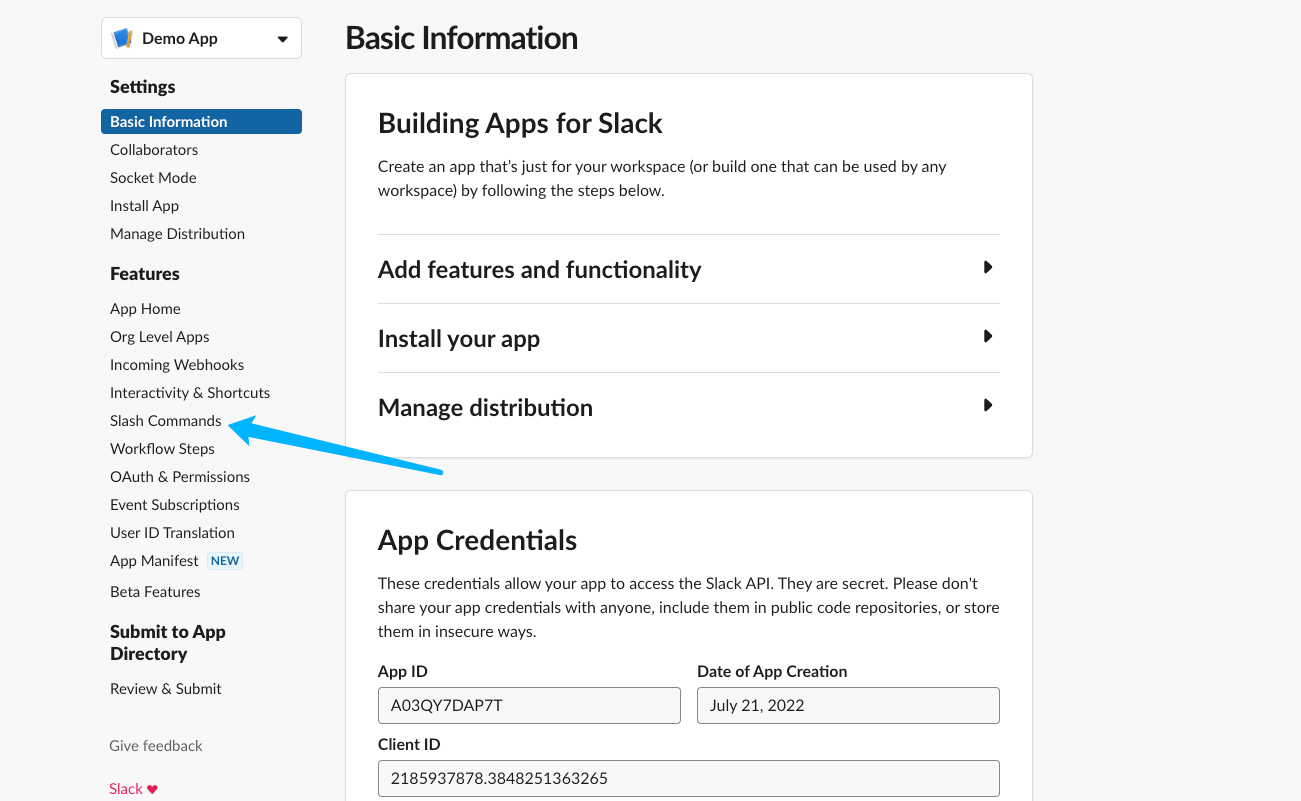 Demo App
Settings
Basic Information
Collaborators
Socket Mode
Install App
Manage Distribution
Features
App Home
Org Level Apps
Incoming Webhooks
Interactivity & Shortcuts
Slash Commands
Workflow Steps
OAuth & Permissions
Event Subscriptions
User ID Translation
App Manifest NEW
Beta Features
Submit to App
Directory
Review & Submit
Give feedback
Slack ♥
Basic Information
Building Apps for Slack
Create an app that’s just for your workspace (or build one that can be used by any
workspace) by following the steps below.
Add features and functionality
Install your app
Manage distribution
App Credentials
These credentials allow your app to access the Slack API. They are secret. Please don't
share your app credentials with anyone, include them in public code repositories, or store
them in insecure ways.
App ID
A03QY7DAP7T
Date of App Creation
July 21, 2022
Client ID
2185937878.3848251363265